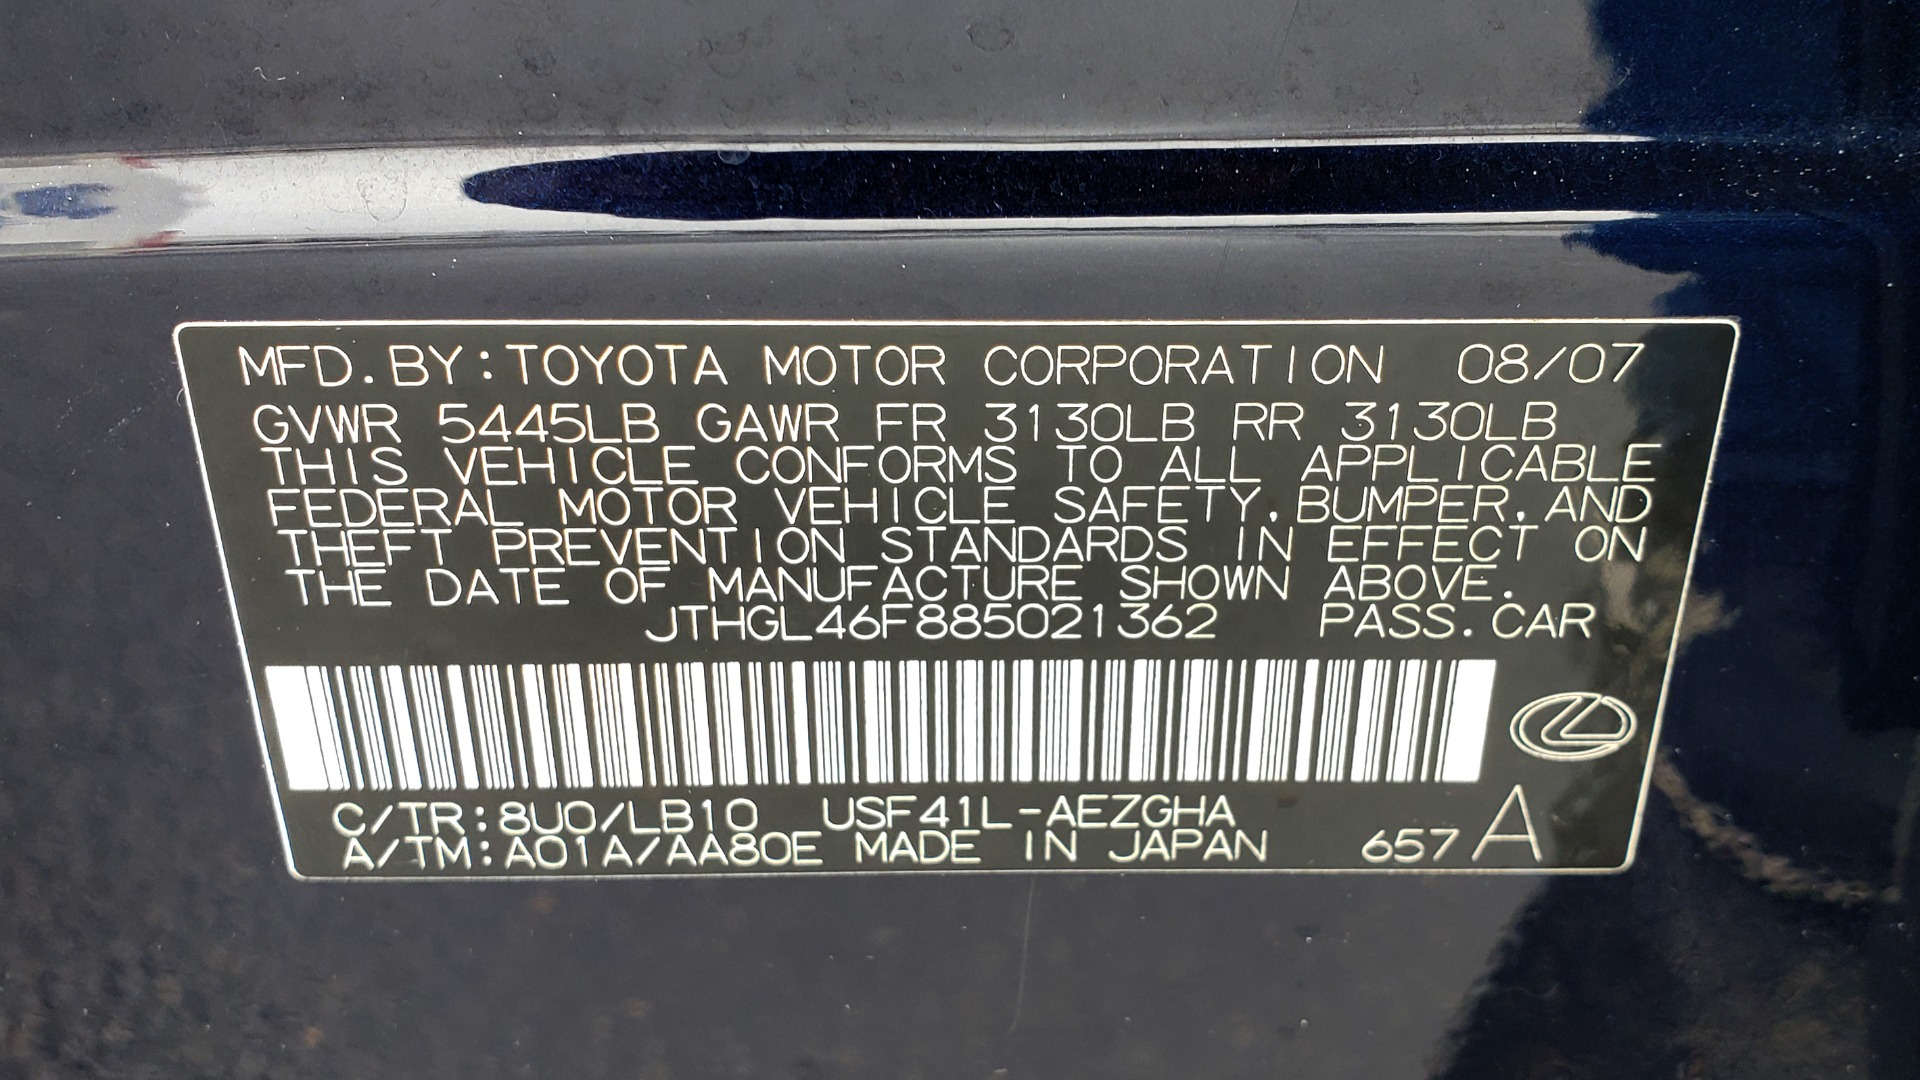 MFD. BY: TOYOTA MOTOR CORPORATION 08/07
GVWR 5445LB GAWR FR 3130LB RR 3130LB
THIS VEHICLE CONFORMS TO ALL APPLICABLE
FEDERAL MOTOR VEHICLE SAFETY, BUMPER, AND
THEFT PREVENTION STANDARDS IN EFFECT ON
THE DATE OF MANUFACTURE SHOWN ABOVE.
JTHGL46F885021362 PASS. CAR
C/TR: 8U0/LB10 USF41L-AEZGHA
A/TM: A01A/AA80E MADE IN JAPAN 657 A